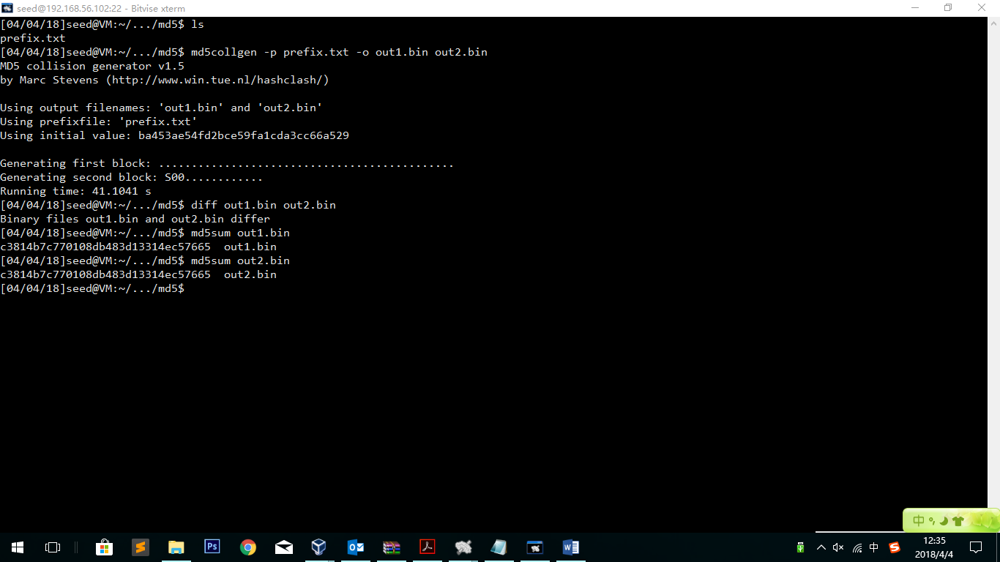 seed@192.168.56.102:22 - Bitvise xterm
[04/04/18]seed@VM:~/.../md5$ ls
prefix.txt
[04/04/18]seed@VM:~/.../md5$ md5collgen -p prefix.txt -o out1.bin out2.bin
MD5 collision generator v1.5
by Marc Stevens (http://www.win.tue.nl/hashclash/)
Using output filenames: 'out1.bin' and 'out2.bin'
Using prefixfile: 'prefix.txt'
Using initial value: ba453ae54fd2bce59fa1cda3cc66a529
Generating first block: .............................................
Generating second block: S00............
Running time: 41.1041 s
[04/04/18]seed@VM:~/.../md5$ diff out1.bin out2.bin
Binary files out1.bin and out2.bin differ
[04/04/18]seed@VM:~/.../md5$ md5sum out1.bin
c3814b7c770108db483d13314ec57665  out1.bin
[04/04/18]seed@VM:~/.../md5$ md5sum out2.bin
c3814b7c770108db483d13314ec57665  out2.bin
[04/04/18]seed@VM:~/.../md5$
中
Ps
中
12:35
2018/4/4